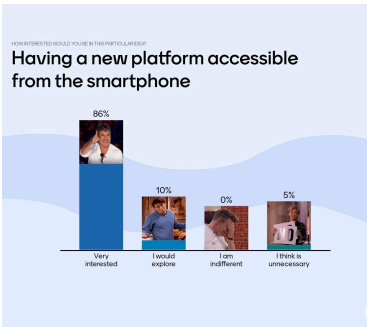 HOW INTERESTED WOULD YOU BE IN THIS PARTICULAR IDEA?
Having a new platform accessible
from the smartphone
86%
10%
0%
5%
Very
interested
I would
explore
I am
indifferent
I think is
unnecessary